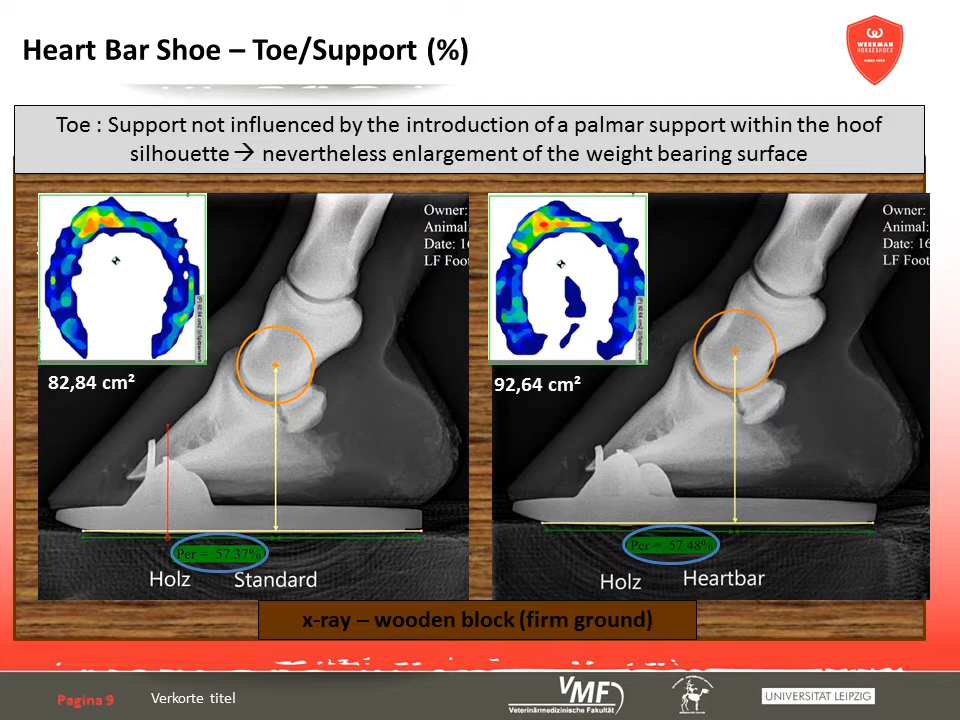 Heart Bar Shoe – Toe/Support (%)
WERKMAN
HORSESHOES
Toe : Support not influenced by the introduction of a palmar support within the hoof
silhouette → nevertheless enlargement of the weight bearing surface
Owner:
Animal:
Date: 16
LF Foot
82,84 cm²
Per = 57.37%
Holz Standard
Owner:
Animal:
Date: 16
LF Foot
92,64 cm²
Per = 57.48%
Holz Heartbar
x-ray – wooden block (firm ground)
Pagina 9 Verkorte titel
VMF
Veterinärmedizinische Fakultät
UNIVERSITÄT LEIPZIG